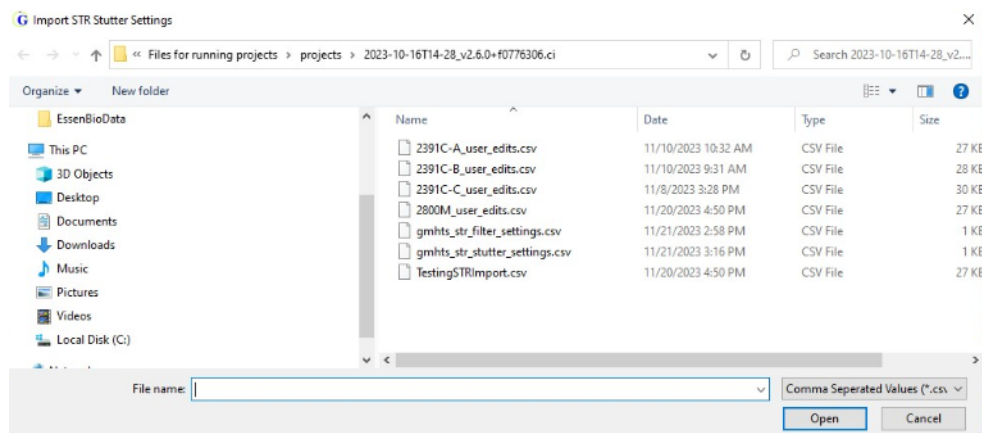 Import STR Stutter Settings
« Files for running projects > projects > 2023-10-16T14-28_v2.6.0+f0776306.ci
Search 2023-10-16T14-28_v2....
Organize New folder
EssenBioData
This PC
3D Objects
Desktop
Documents
Downloads
Music
Pictures
Videos
Local Disk (C:)
Name Date Type Size
2391C-A_user_edits.csv 11/10/2023 10:32 AM CSV File 27 KB
2391C-B_user_edits.csv 11/10/2023 9:31 AM CSV File 28 KB
2391C-C_user_edits.csv 11/8/2023 3:28 PM CSV File 30 KB
2800M_user_edits.csv 11/20/2023 4:50 PM CSV File 27 KB
gmhts_str_filter_settings.csv 11/21/2023 2:58 PM CSV File 1 KB
gmhts_str_stutter_settings.csv 11/21/2023 3:16 PM CSV File 1 KB
TestingSTRImport.csv 11/20/2023 4:50 PM CSV File 27 KB
File name:
Comma Seperated Values (*.csv
Open Cancel